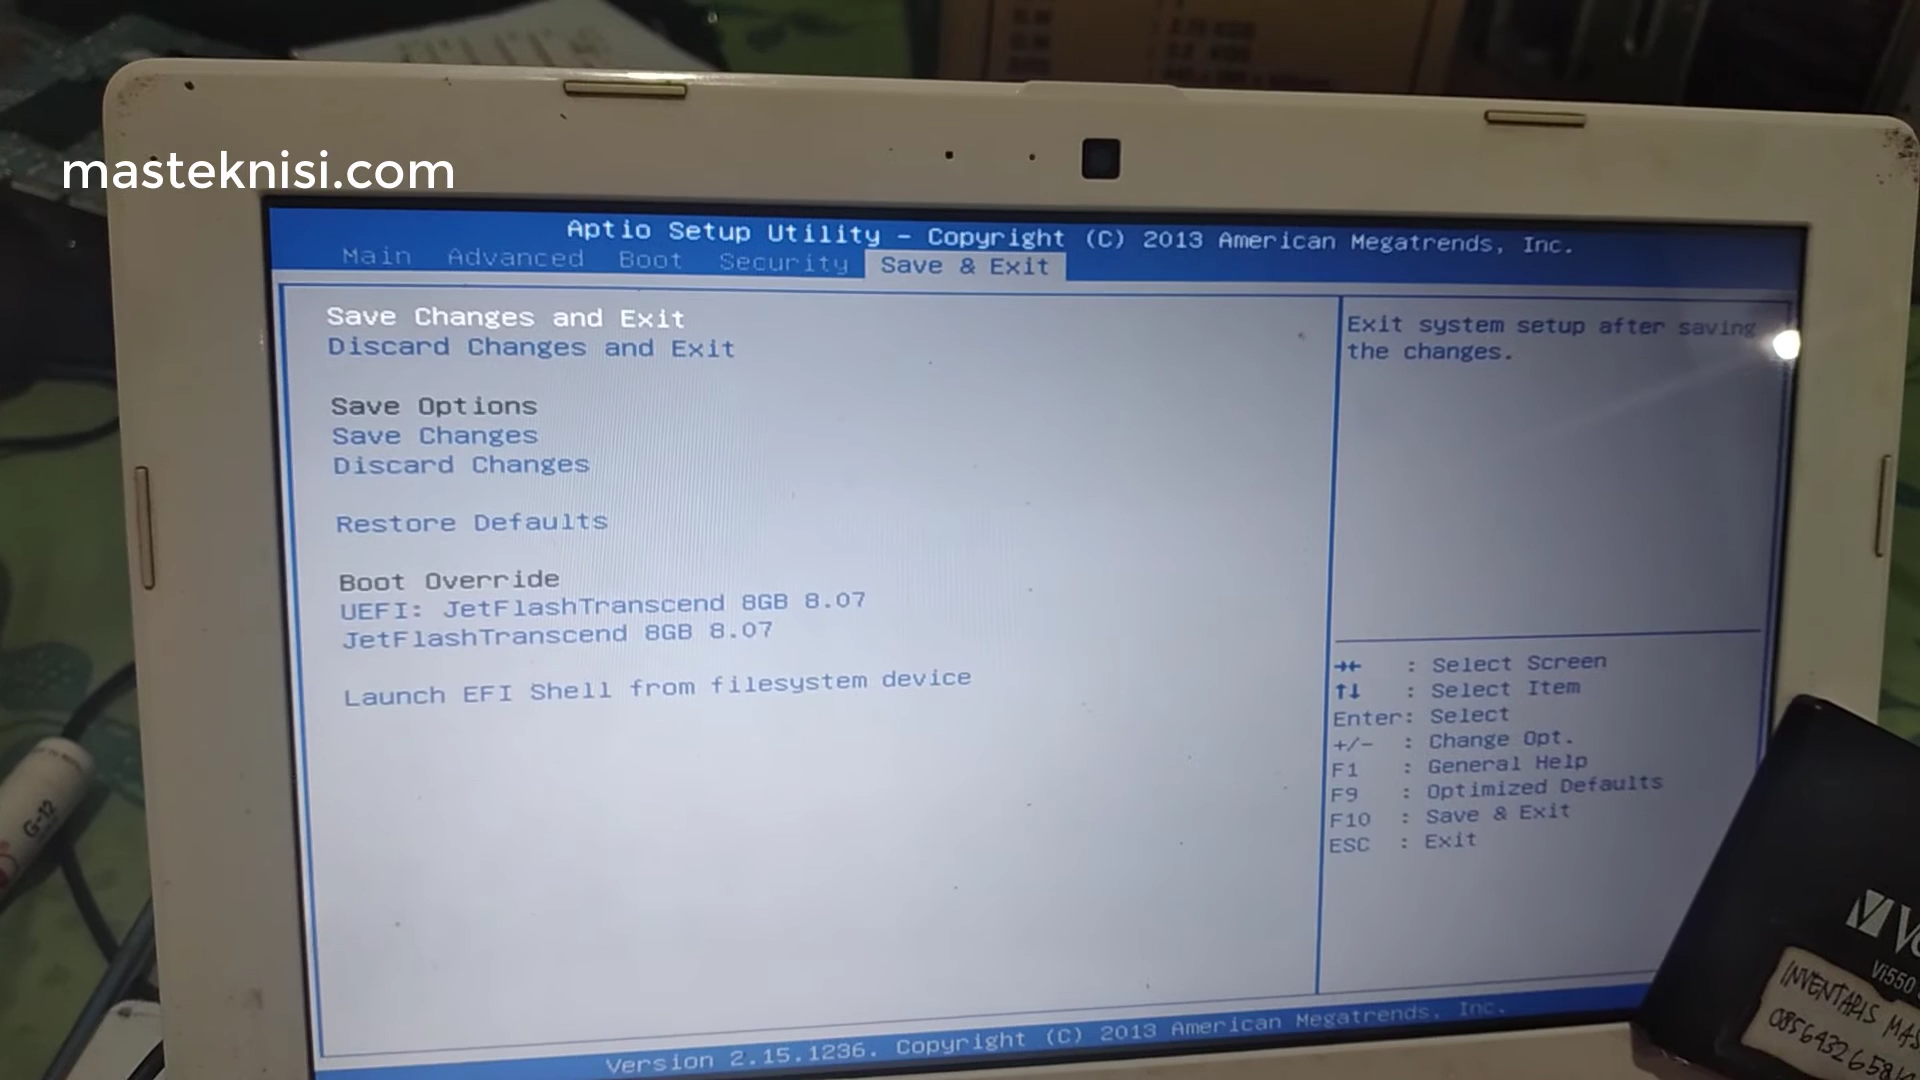 masteknisi.com
Aptio Setup Utility – Copyright (C) 2013 American Megatrends, Inc.
Main Advanced Boot Security Save & Exit
Save Changes and Exit
Discard Changes and Exit
Save Options
Save Changes
Discard Changes
Restore Defaults
Boot Override
UEFI: JetFlashTranscend 8GB 8.07
JetFlashTranscend 8GB 8.07
Launch EFI Shell from filesystem device
Exit system setup after saving
the changes.
→← : Select Screen
↑↓ : Select Item
Enter: Select
+/– : Change Opt.
F1 : General Help
F9 : Optimized Defaults
F10 : Save & Exit
ESC : Exit
Version 2.15.1236. Copyright (C) 2013 American Megatrends, Inc.
G-12
Vi550
INVENTARIS